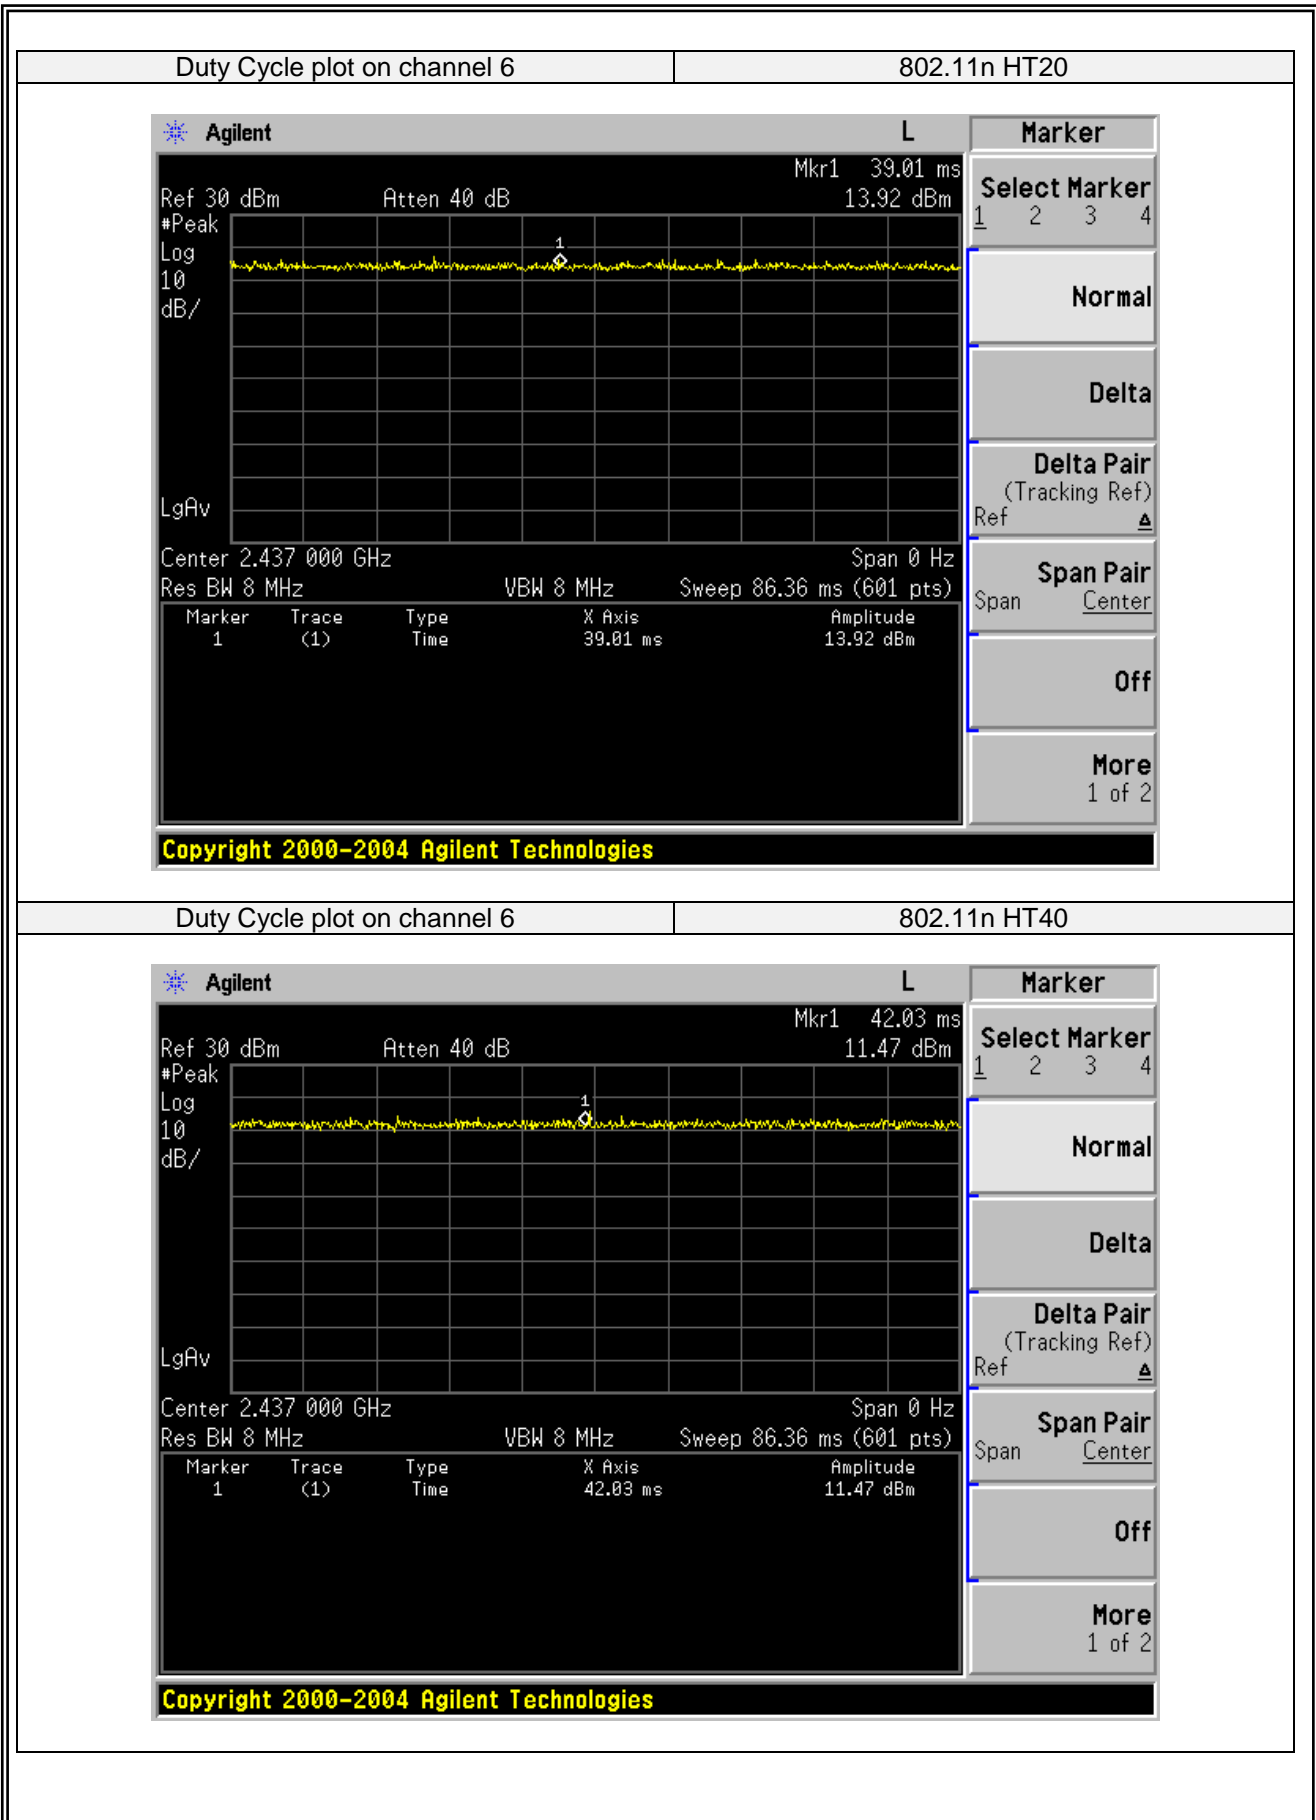 Duty Cycle plot on channel 6 802.11n HT20
Agilent L Marker
Mkr1 39.01 ms
Ref 30 dBm Atten 40 dB 13.92 dBm
Select Marker
1 2 3 4
#Peak
Log
10
dB/
1
Normal
Delta
Delta Pair
(Tracking Ref)
Ref Δ
LgAv
Center 2.437 000 GHz Span 0 Hz
Res BW 8 MHz VBW 8 MHz Sweep 86.36 ms (601 pts)
Span Pair
Span Center
Marker Trace Type X Axis Amplitude
1 (1) Time 39.01 ms 13.92 dBm
Off
More
1 of 2
Copyright 2000-2004 Agilent Technologies
Duty Cycle plot on channel 6 802.11n HT40
Agilent L Marker
Mkr1 42.03 ms
Ref 30 dBm Atten 40 dB 11.47 dBm
Select Marker
1 2 3 4
#Peak
Log
10
dB/
1
Normal
Delta
Delta Pair
(Tracking Ref)
Ref Δ
LgAv
Center 2.437 000 GHz Span 0 Hz
Res BW 8 MHz VBW 8 MHz Sweep 86.36 ms (601 pts)
Span Pair
Span Center
Marker Trace Type X Axis Amplitude
1 (1) Time 42.03 ms 11.47 dBm
Off
More
1 of 2
Copyright 2000-2004 Agilent Technologies